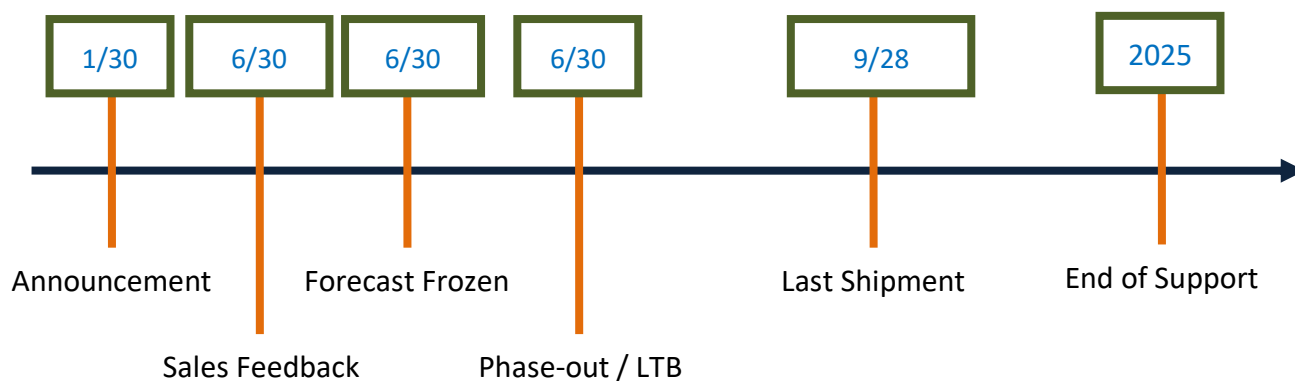 1/30
6/30
6/30
6/30
9/28
2025
Announcement
Forecast Frozen
Last Shipment
End of Support
Sales Feedback
Phase-out / LTB